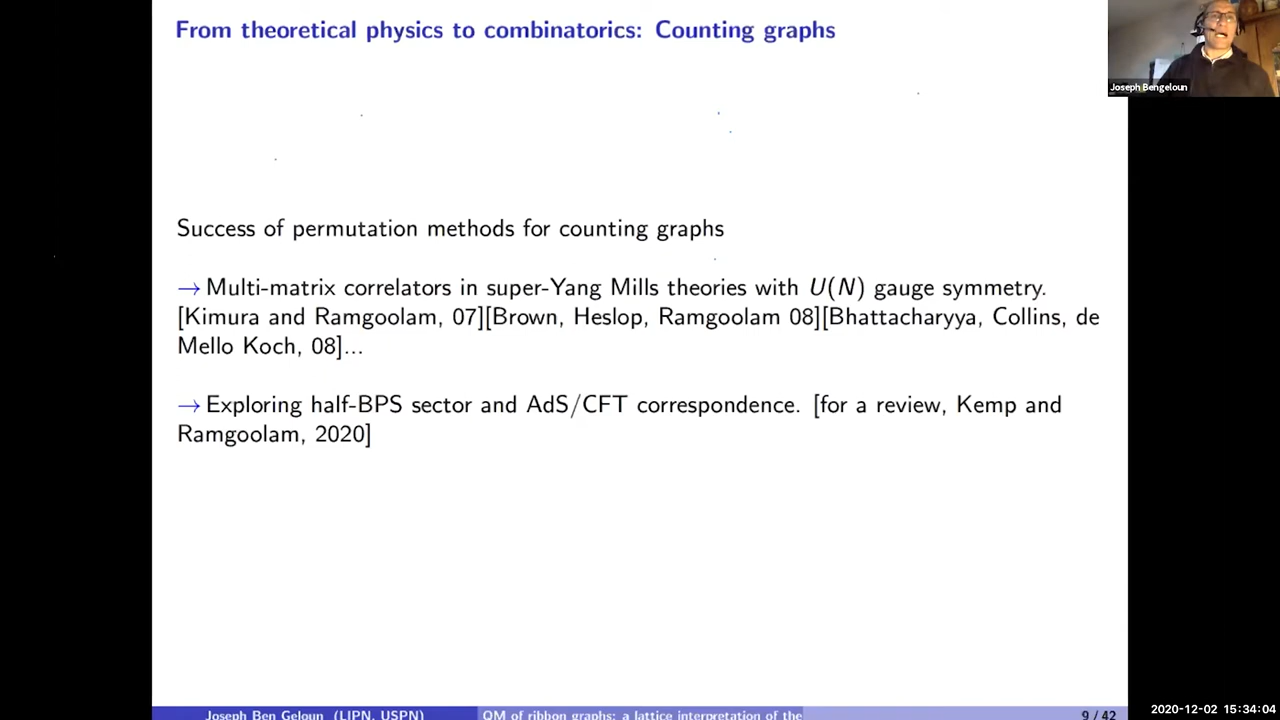 From theoretical physics to combinatorics: Counting graphs
Joseph Bengeloun
Success of permutation methods for counting graphs
→ Multi-matrix correlators in super-Yang Mills theories with U(N) gauge symmetry.
[Kimura and Ramgoolam, 07][Brown, Heslop, Ramgoolam 08][Bhattacharyya, Collins, de
Mello Koch, 08]...
→ Exploring half-BPS sector and AdS/CFT correspondence. [for a review, Kemp and
Ramgoolam, 2020]
Joseph Ben Geloun (LIPN, USPN)
QM of ribbon graphs: a lattice interpretation of the
9 / 42
2020-12-02 15:34:04